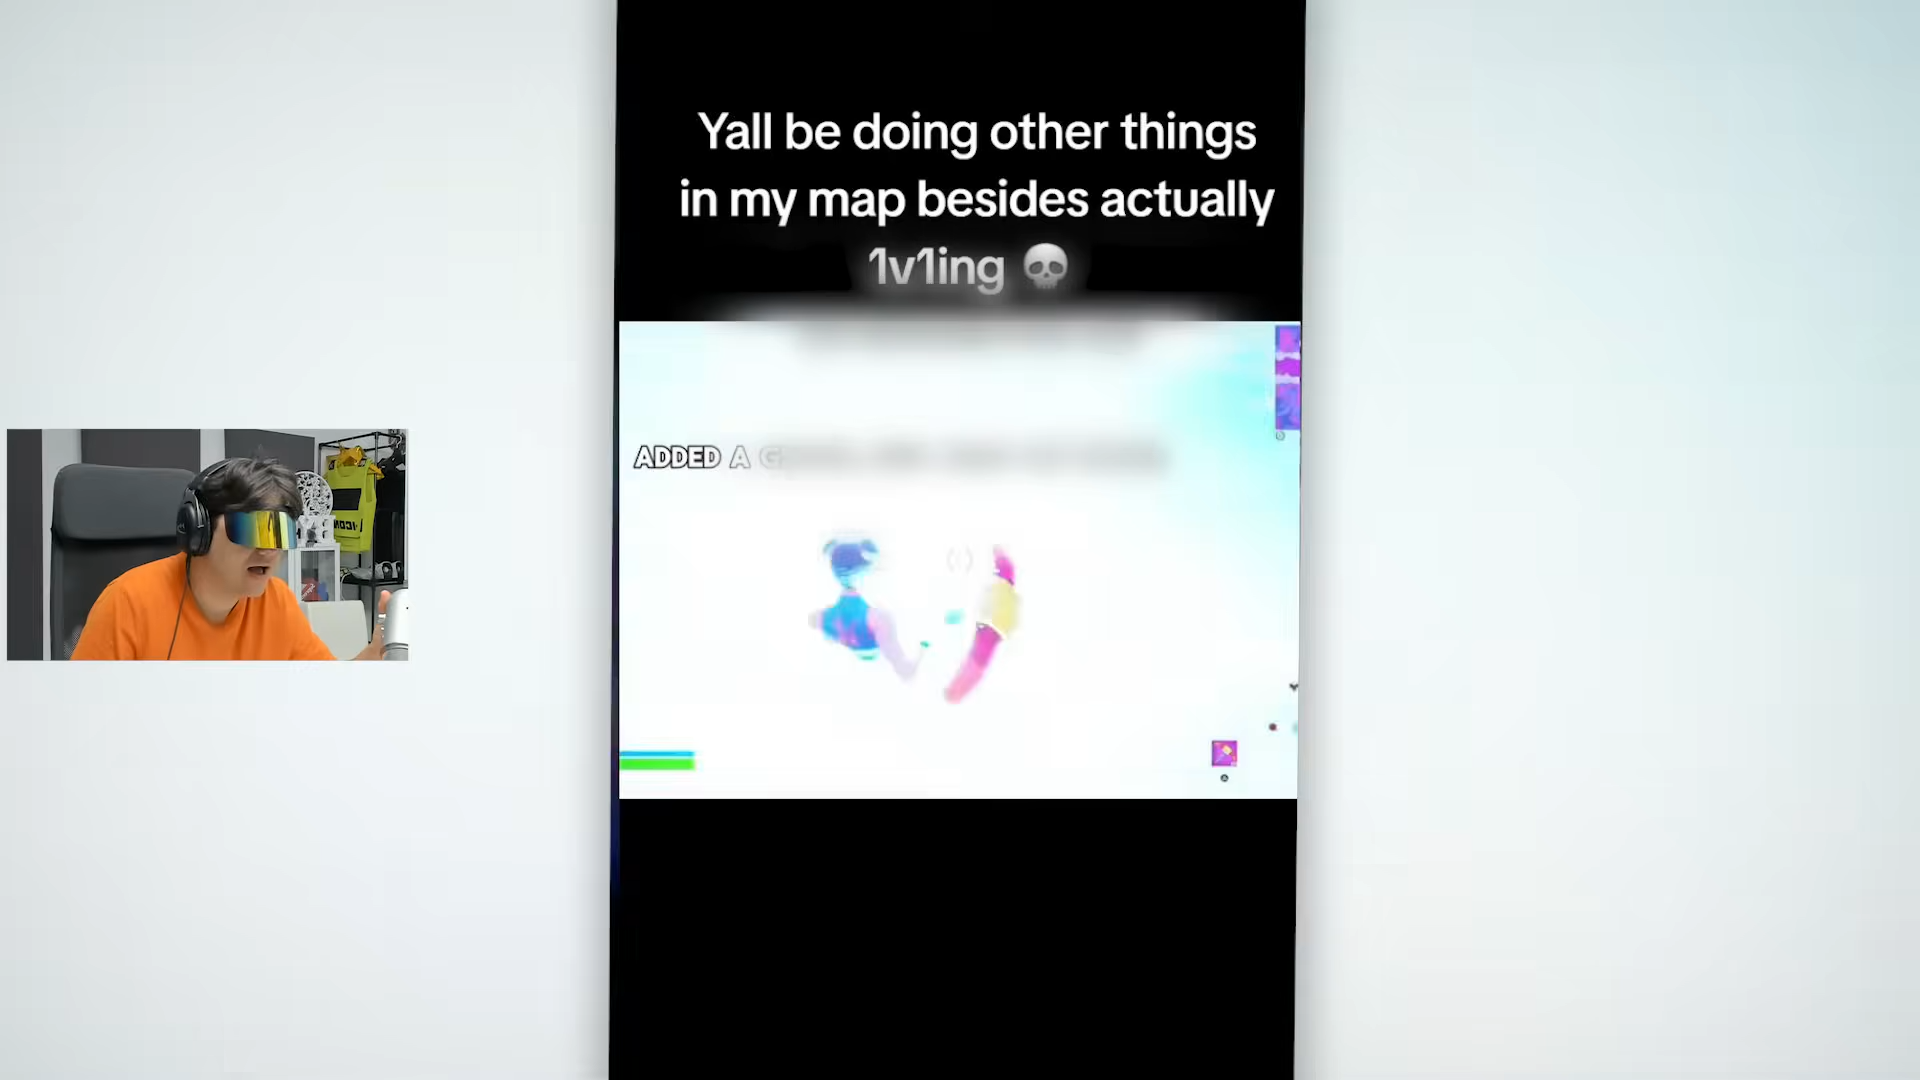 Yall be doing other things
in my map besides actually
1v1ing 💀
ADDED A